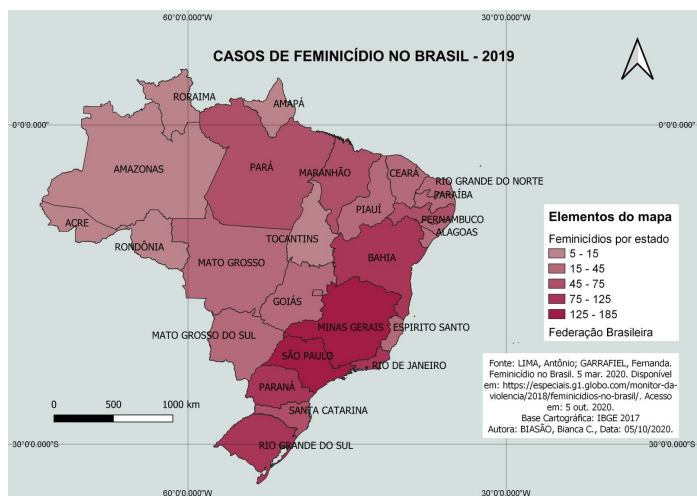 60°0'0.000"W
30°0'0.000"W
CASOS DE FEMINICÍDIO NO BRASIL - 2019
RORAIMA
AMAPÁ
0°0'0.000"
0°0'0.000"
AMAZONAS
PARÁ
MARANHÃO
CEARÁ
RIO GRANDE DO NORTE
PARAÍBA
PIAUÍ
PERNAMBUCO
ALAGOAS
ACRE
RONDÔNIA
TOCANTINS
MATO GROSSO
BAHIA
GOIÁS
MINAS GERAIS
ESPIRITO SANTO
MATO GROSSO DO SUL
SÃO PAULO
RIO DE JANEIRO
PARANÁ
SANTA CATARINA
RIO GRANDE DO SUL
Elementos do mapa
Feminicídios por estado
5 - 15
15 - 45
45 - 75
75 - 125
125 - 185
Federação Brasileira
Fonte: LIMA, Antônio; GARRAFIEL, Fernanda.
Feminicídio no Brasil. 5 mar. 2020. Disponível
em: https://especiais.g1.globo.com/monitor-da-
violencia/2018/feminicidios-no-brasil/. Acesso
em: 5 out. 2020.
Base Cartográfica: IBGE 2017
Autora: BIASÃO, Bianca C., Data: 05/10/2020.
0 500 1000 km
30°0'0.000"S
30°0'0.000"S
60°0'0.000"W
30°0'0.000"W